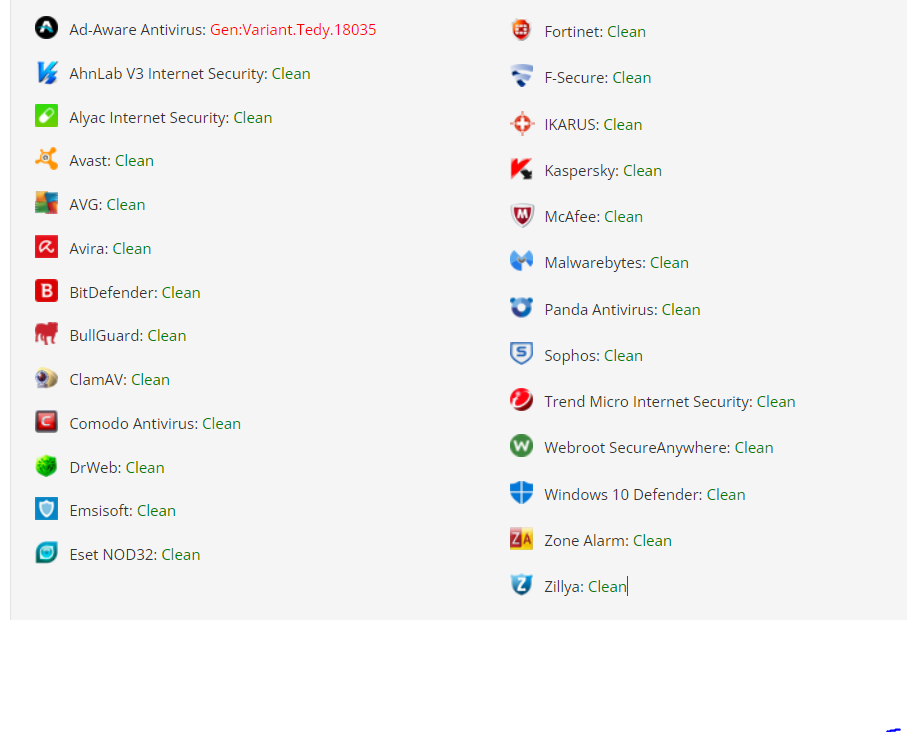 Ad-Aware Antivirus: Gen:Variant.Tedy.18035
AhnLab V3 Internet Security: Clean
Alyac Internet Security: Clean
Avast: Clean
AVG: Clean
Avira: Clean
BitDefender: Clean
BullGuard: Clean
ClamAV: Clean
Comodo Antivirus: Clean
DrWeb: Clean
Emsisoft: Clean
Eset NOD32: Clean
Fortinet: Clean
F-Secure: Clean
IKARUS: Clean
Kaspersky: Clean
McAfee: Clean
Malwarebytes: Clean
Panda Antivirus: Clean
Sophos: Clean
Trend Micro Internet Security: Clean
Webroot SecureAnywhere: Clean
Windows 10 Defender: Clean
Zone Alarm: Clean
Zillya: Clean